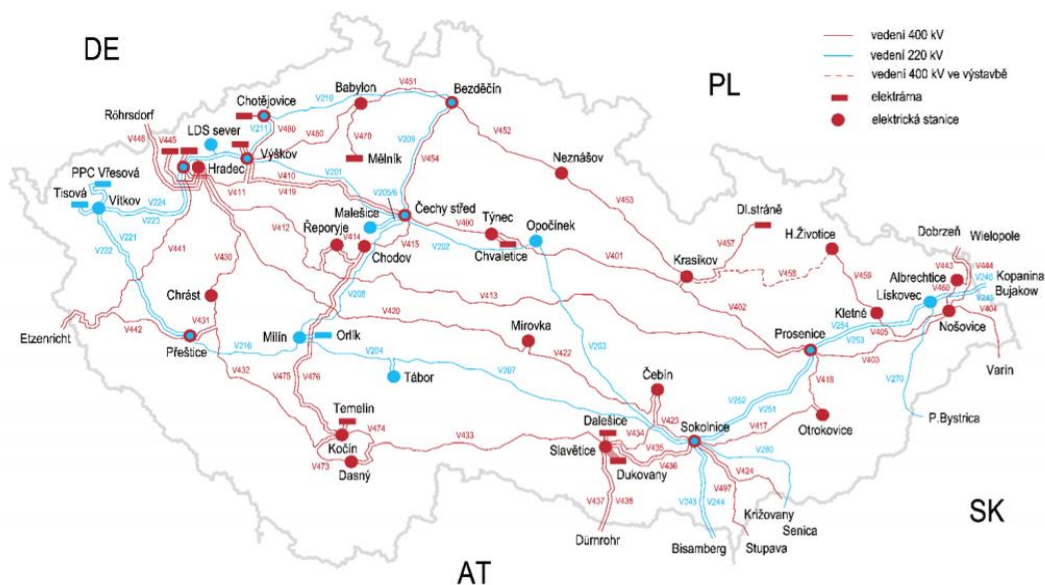 DE
PL
SK
AT
vedení 400 kV
vedení 220 kV
vedení 400 kV ve výstavbě
elektrárna
elektrická stanice
Röhrsdorf
V446
V445
LDS sever
Chotějovice
V211
V480
V210
Babylon
V451
Bezděčín
V450
V470
Mělník
V209
V454
V452
Neznášov
V453
PPC Vřesová
Tisová
Vítkov
V224
V223
V221
V222
Hradec
Výškov
V411
V410
V419
V201
V205/6
Malešice
Čechy střed
V400
Týnec
Chvaletice
Opočínek
V401
V202
Řeporyje
V414
V415
Chodov
V412
V441
V430
Chrást
V431
V442
Etzenricht
Přeštice
V216
V432
V208
Milín
Orlík
V204
Tábor
V420
V413
Mirovka
V422
V207
V203
V475
V476
Temelín
Kočín
V474
V473
Dasný
V433
Čebín
V423
Dalešice
V434
V435
V436
Slavětice
Dukovany
V437
V438
Dürnrohr
Sokolnice
V243
V244
Bisamberg
V497
V424
V280
Križovany
Senica
Stupava
V417
V418
Otrokovice
V252
V251
Prosenice
V402
Krasikov
V457
Dl.stráně
V458
H.Životice
V459
Kletné
V405
V403
V254
V253
Lískovec
Albrechtice
V443
V444
V460
V246
V245
V404
Dobrzeń
Wielopole
Kopanina
Bujakow
Nošovice
Varin
V270
P.Bystrica